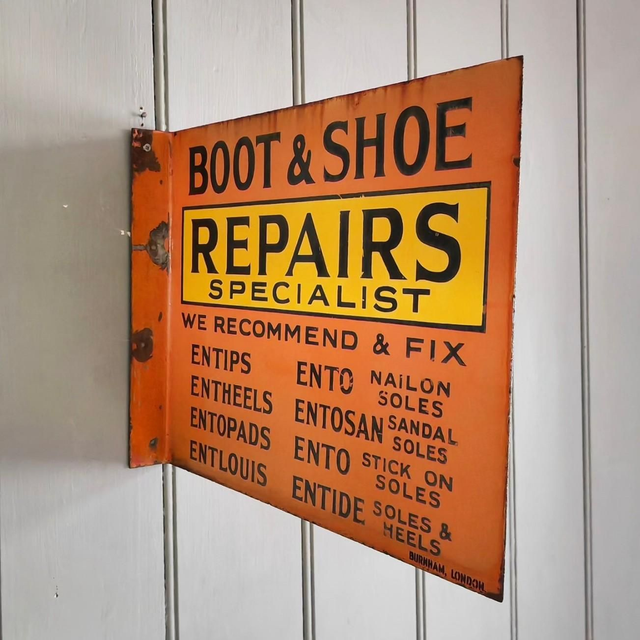 BOOT & SHOE
REPAIRS
SPECIALIST
WE RECOMMEND & FIX
ENTIPS
ENTHEELS
ENTOPADS
ENTLOUIS
ENTO NAILON SOLES
ENTOSAN SANDAL SOLES
ENTO STICK ON SOLES
ENTIDE SOLES & HEELS
BURNHAM, LONDON